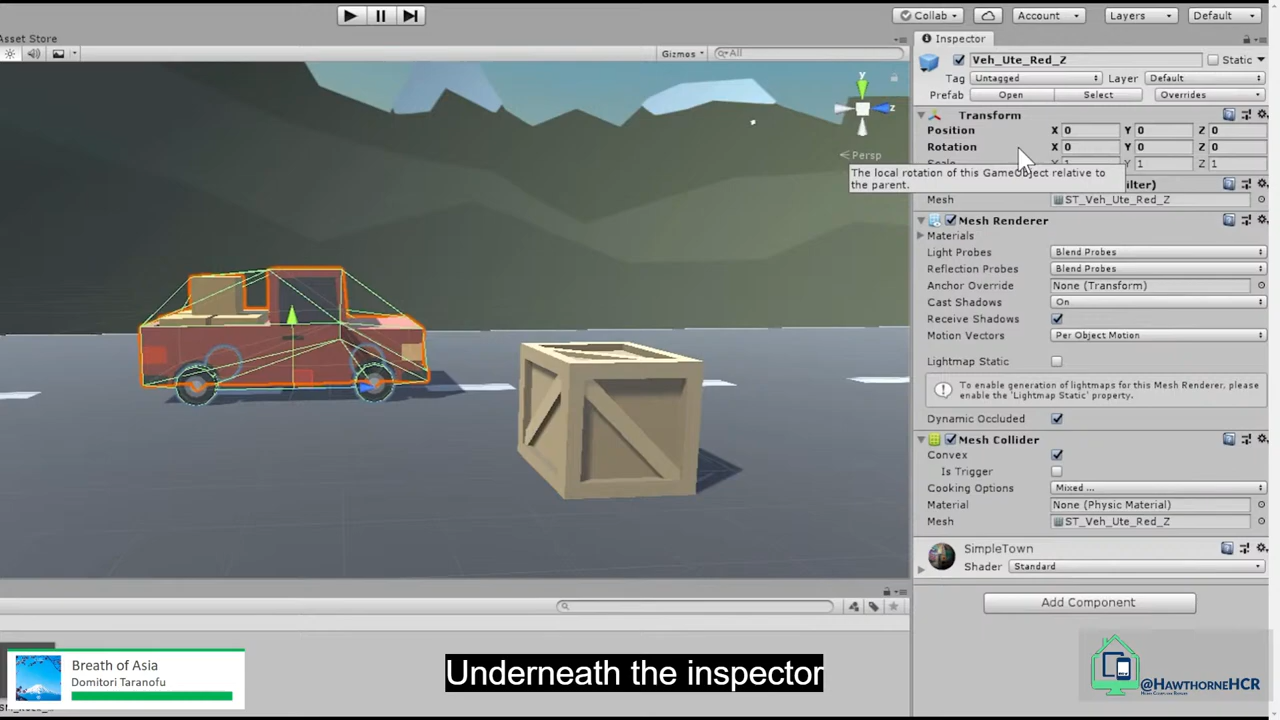 Collab
Account
Layers
Default
Asset Store
Inspector
Gizmos
All
Veh_Ute_Red_Z
Static
Tag
Untagged
Layer
Default
Prefab
Open
Select
Overrides
Transform
Position
X 0 Y 0 Z 0
Rotation
X 0 Y 0 Z 0
y
z
Persp
The local rotation of this GameObject relative to
the parent.
Mesh
ST_Veh_Ute_Red_Z
Mesh Renderer
Materials
Light Probes
Blend Probes
Reflection Probes
Blend Probes
Anchor Override
None (Transform)
Cast Shadows
On
Receive Shadows
Motion Vectors
Per Object Motion
Lightmap Static
To enable generation of lightmaps for this Mesh Renderer, please
enable the 'Lightmap Static' property.
Dynamic Occluded
Mesh Collider
Convex
Is Trigger
Cooking Options
Mixed ...
Material
None (Physic Material)
Mesh
ST_Veh_Ute_Red_Z
SimpleTown
Shader
Standard
Add Component
Breath of Asia
Domitori Taranofu
Underneath the inspector
@HawthorneHCR